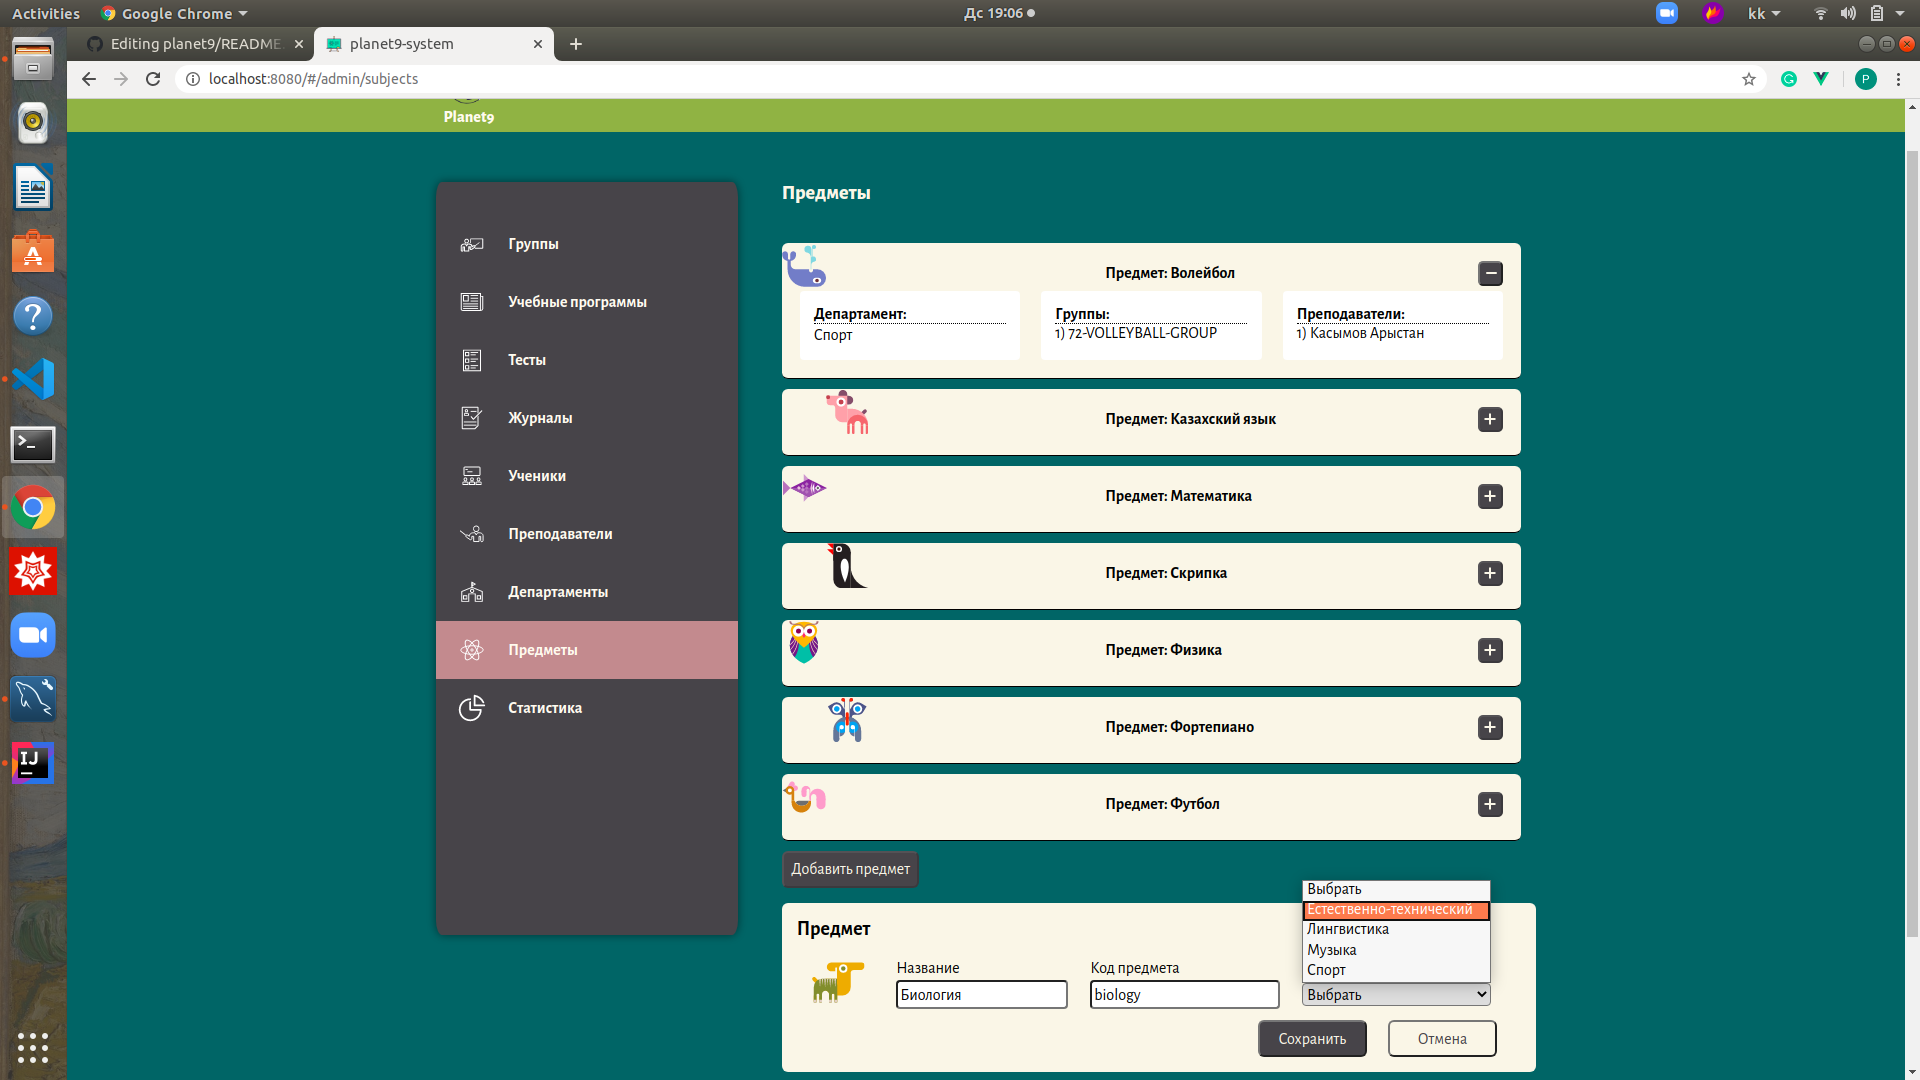 Activities
Google Chrome
Дс 19:06
kk
Editing planet9/README.
planet9-system
localhost:8080/#/admin/subjects
P
Planet9
Группы
Учебные программы
Тесты
Журналы
Ученики
Преподаватели
Департаменты
Предметы
Статистика
Предметы
Предмет: Волейбол
Департамент:
Спорт
Группы:
1) 72-VOLLEYBALL-GROUP
Преподаватели:
1) Касымов Арыстан
Предмет: Казахский язык
Предмет: Математика
Предмет: Скрипка
Предмет: Физика
Предмет: Фортепиано
Предмет: Футбол
Добавить предмет
Предмет
Название
Биология
Код предмета
biology
Выбрать
Естественно-технический
Лингвистика
Музыка
Спорт
Выбрать
Сохранить
Отмена
IJ